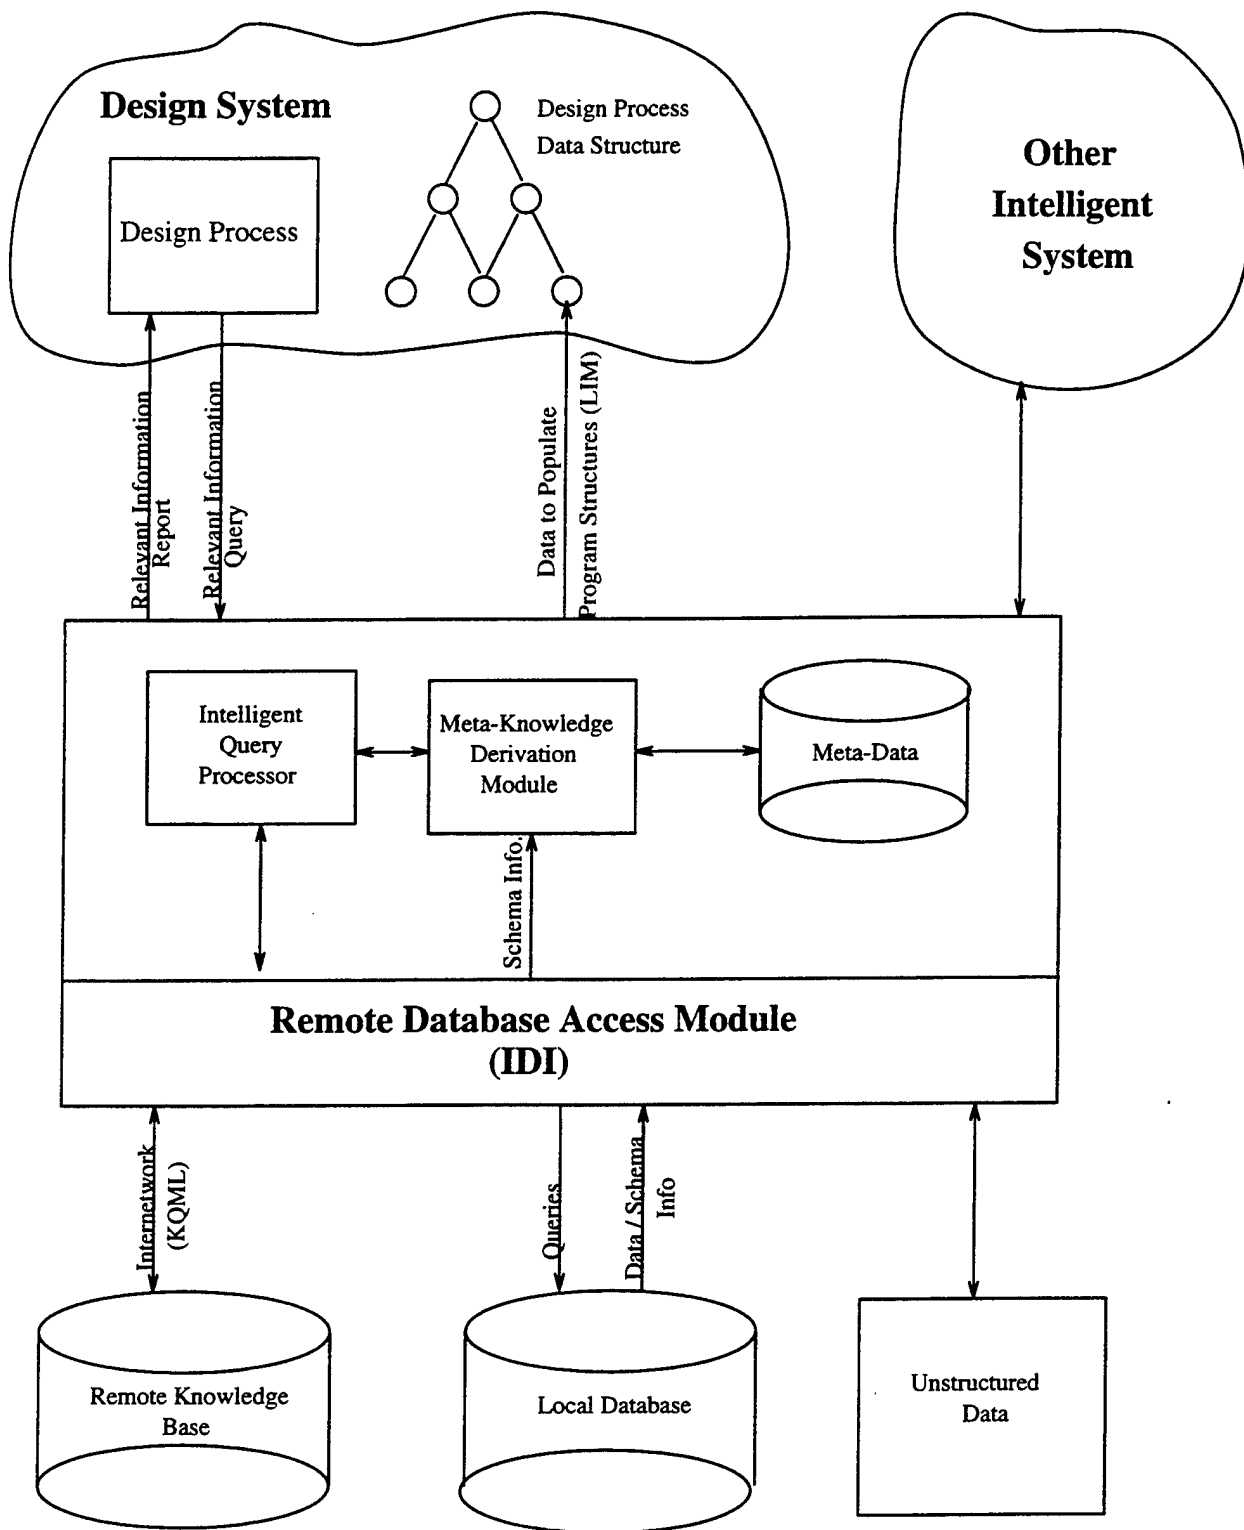 Design System
Design Process
Data Structure
Design Process
Other
Intelligent
System
Relevant Information
Report
Relevant Information
Query
Data to Populate
Program Structures (LIM)
Intelligent
Query
Processor
Meta-Knowledge
Derivation
Module
Meta-Data
Schema Info.
Remote Database Access Module
(IDI)
Internetwork
(KQML)
Queries
Data / Schema
Info
Remote Knowledge
Base
Local Database
Unstructured
Data